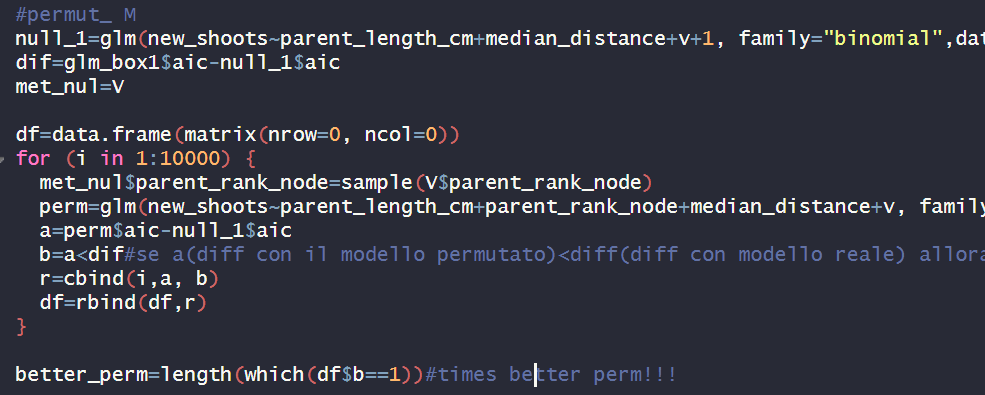 #permut_ M
null_1=glm(new_shoots~parent_length_cm+median_distance+v+1, family="binomial",dat
dif=glm_box1$aic-null_1$aic
met_nul=V
df=data.frame(matrix(nrow=0, ncol=0))
for (i in 1:10000) {
met_nul$parent_rank_node=sample(V$parent_rank_node)
perm=glm(new_shoots~parent_length_cm+parent_rank_node+median_distance+v, family
a=perm$aic-null_1$aic
b=a<dif#se a(diff con il modello permutato)<diff(diff con modello reale) allora
r=cbind(i,a, b)
df=rbind(df,r)
}
better_perm=length(which(df$b==1))#times better perm!!!